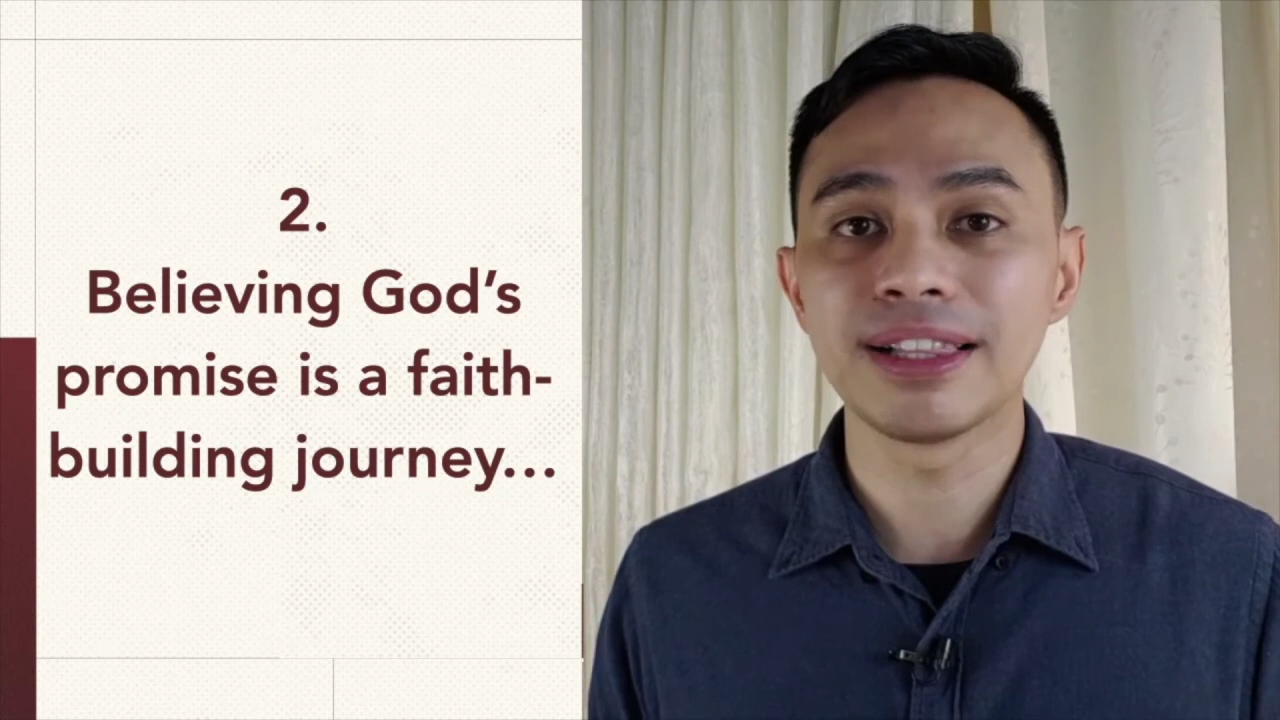 2.
Believing God’s
promise is a faith-
building journey…